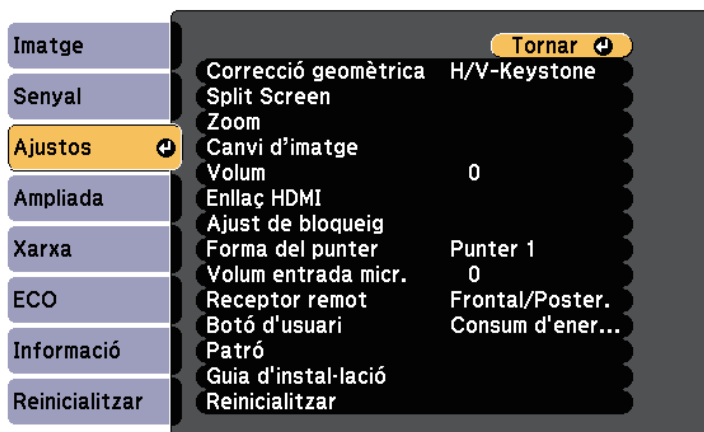 Imatge
Senyal
Ajustos
Ampliada
Xarxa
ECO
Informació
Reinicialitzar
Tornar
Correcció geomètrica H/V-Keystone
Split Screen
Zoom
Canvi d'imatge
Volum 0
Enllaç HDMI
Ajust de bloqueig
Forma del punter Punter 1
Volum entrada micr. 0
Receptor remot Frontal/Poster.
Botó d'usuari Consum d'ener...
Patró
Guia d'instal·lació
Reinicialitzar